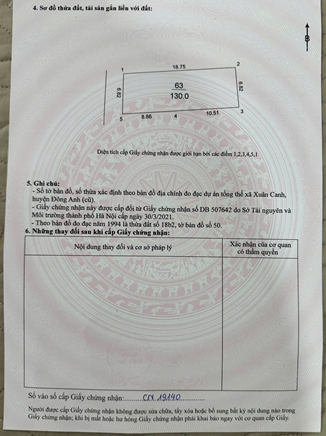 4. Sơ đồ thửa đất, tài sản gắn liền với đất:
B
1 18.75 2
6.92 63 6.92
130.0
5 8.86 4 10.51 3
Diện tích cấp Giấy chứng nhận được giới hạn bởi các điểm 1,2,3,4,5,1
5. Ghi chú:
- Số tờ bản đồ, số thửa xác định theo bản đồ địa chính đo đạc dự án tổng thể xã Xuân Canh,
huyện Đông Anh (cũ).
- Giấy chứng nhận này được cấp đổi từ Giấy chứng nhận số DB 507642 do Sở Tài nguyên và
Môi trường thành phố Hà Nội cấp ngày 30/3/2021.
- Theo bản đồ đo đạc năm 1994 là thửa đất số 18b2, tờ bản đồ số 50.
6. Những thay đổi sau khi cấp Giấy chứng nhận:
Nội dung thay đổi và cơ sở pháp lý
Xác nhận của cơ quan
có thẩm quyền
Số vào sổ cấp Giấy chứng nhận: CN 19140
Người được cấp Giấy chứng nhận không được sửa chữa, tẩy xóa hoặc bổ sung bất kỳ nội dung nào trong
Giấy chứng nhận; khi bị mất hoặc hư hỏng Giấy chứng nhận phải khai báo ngay với cơ quan cấp Giấy.